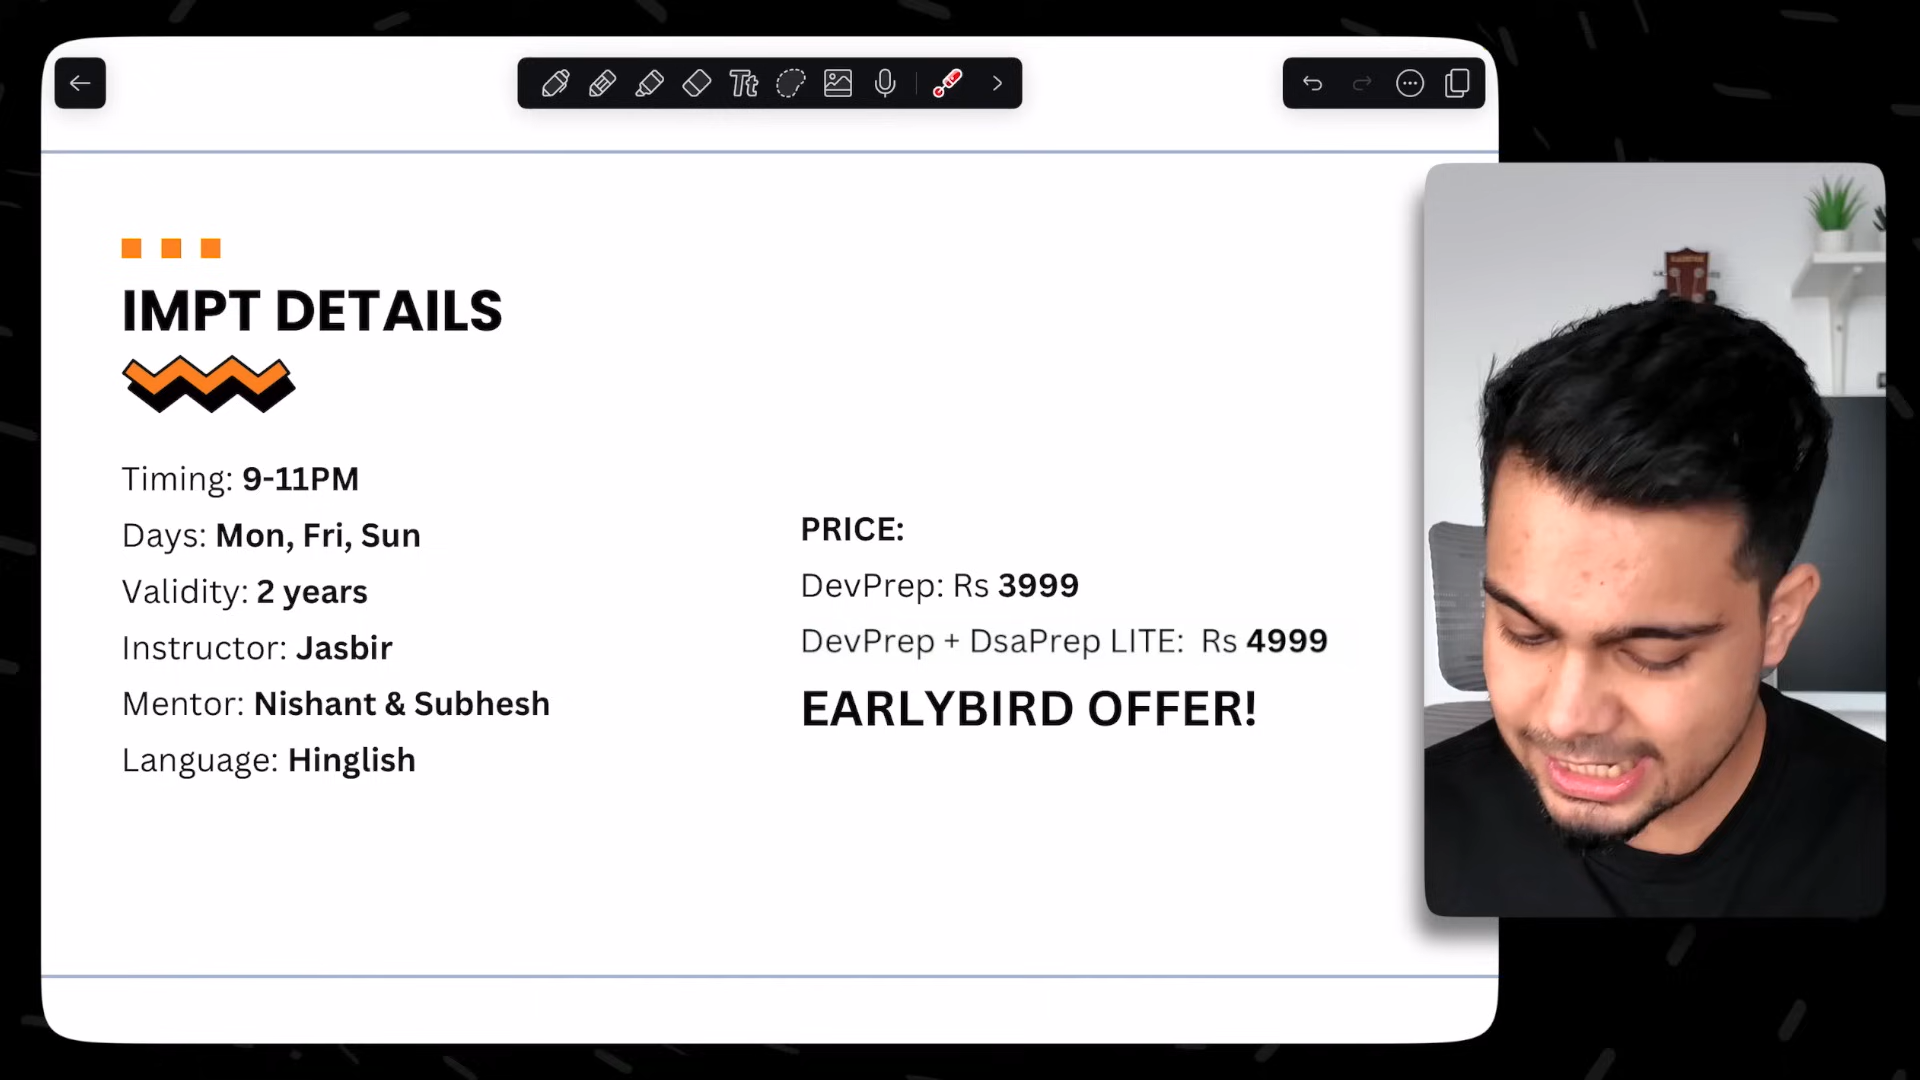 IMPT DETAILS
Timing: 9-11PM
Days: Mon, Fri, Sun
Validity: 2 years
Instructor: Jasbir
Mentor: Nishant & Subhesh
Language: Hinglish
PRICE:
DevPrep: Rs 3999
DevPrep + DsaPrep LITE: Rs 4999
EARLYBIRD OFFER!